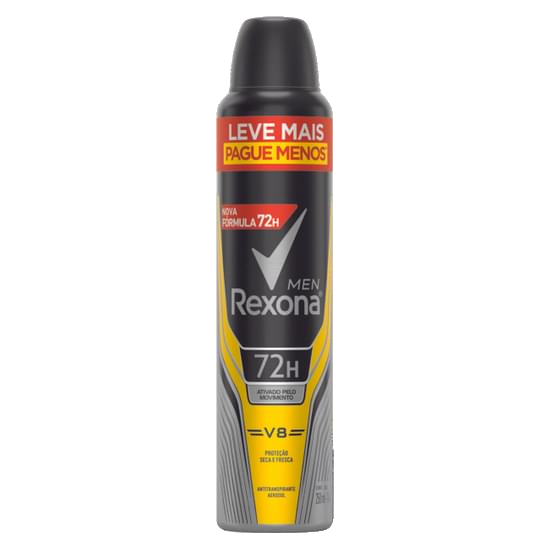 LEVE MAIS
PAGUE MENOS*
NOVA
FÓRMULA 72H
MEN
Rexona®
72H
ATIVADO PELO
MOVIMENTO
V8
PROTEÇÃO
SECA E FRESCA
ANTITRANSPIRANTE
AEROSOL